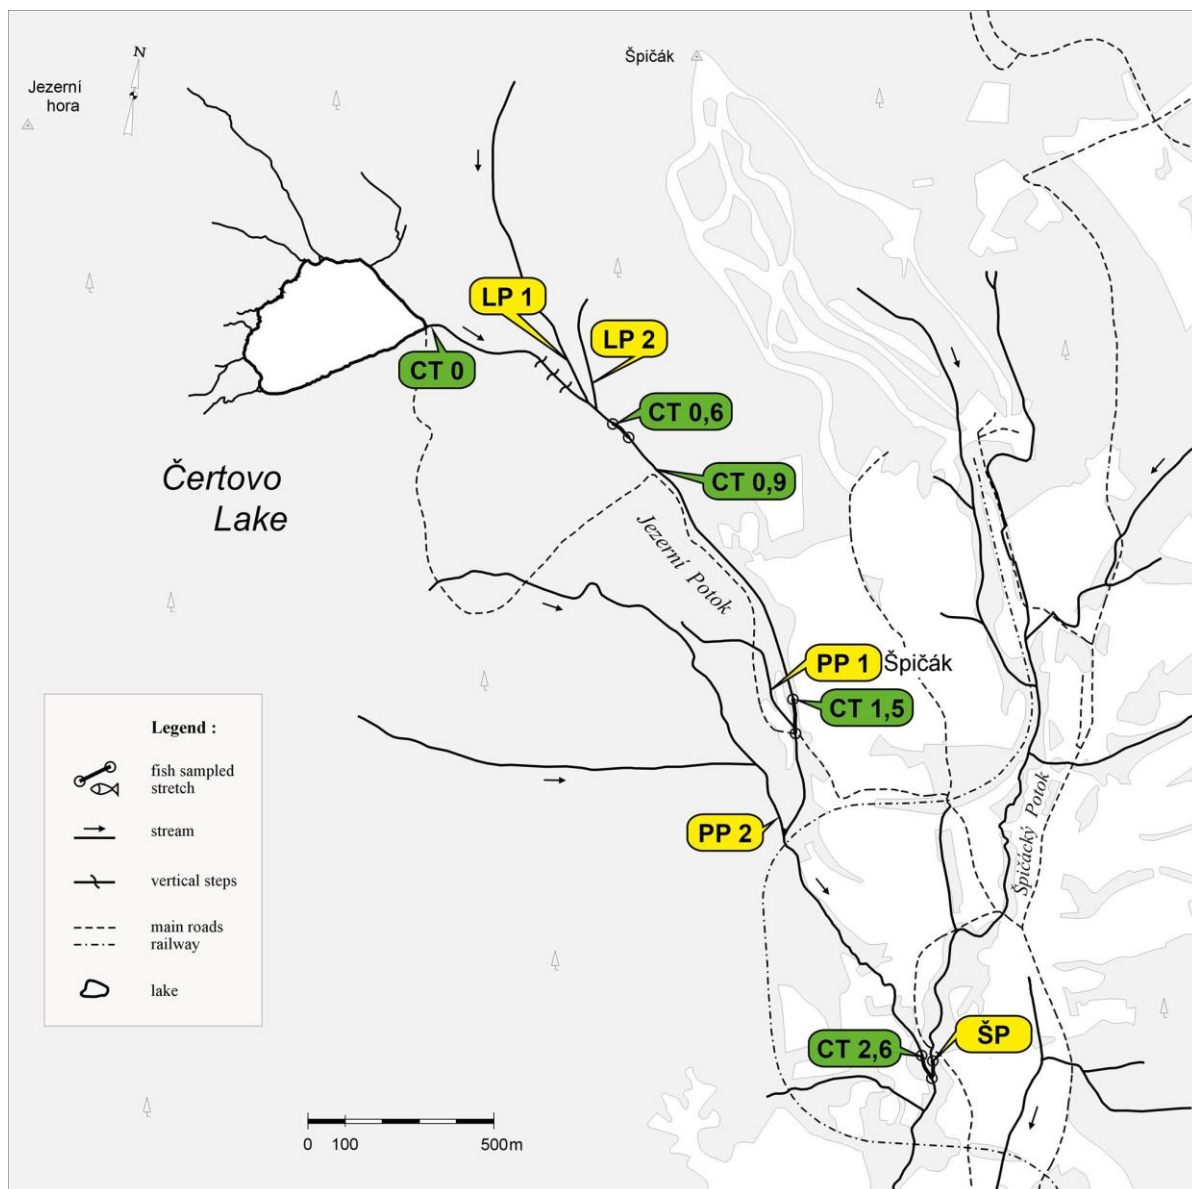 N
Špičák
Jezerní
hora
LP 1
LP 2
CT 0
CT 0,6
CT 0,9
Čertovo
Lake
Jezerní Potok
PP 1
Špičák
CT 1,5
Legend :
fish sampled
stretch
stream
vertical steps
main roads
railway
lake
PP 2
Špičácký Potok
CT 2,6
ŠP
0 100 500m